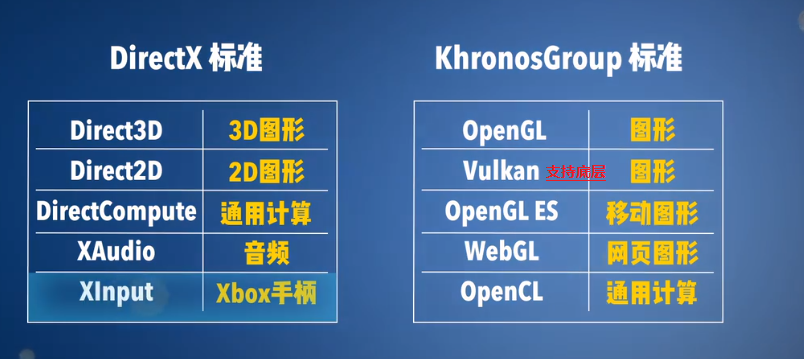 DirectX 标准
Direct3D 3D图形
Direct2D 2D图形
DirectCompute 通用计算
XAudio 音频
XInput Xbox手柄
KhronosGroup 标准
OpenGL 图形
Vulkan 支持底层 图形
OpenGL ES 移动图形
WebGL 网页图形
OpenCL 通用计算